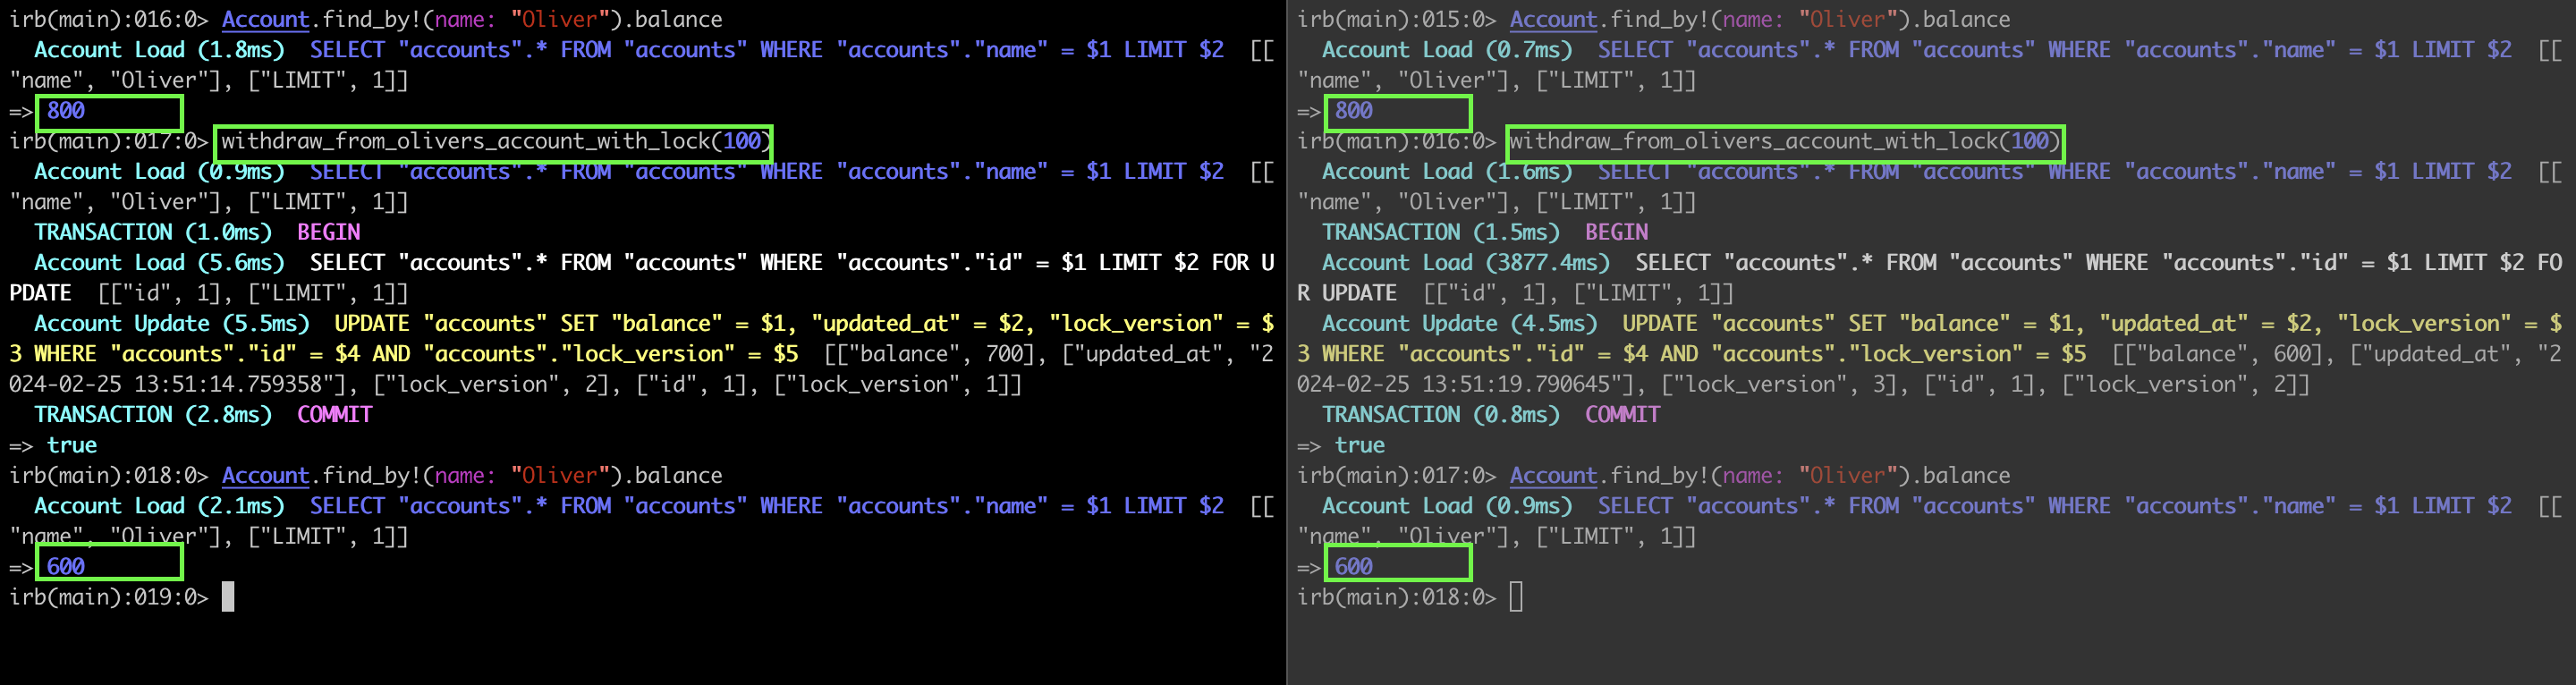 irb(main):016:0> Account.find_by!(name: "Oliver").balance
  Account Load (1.8ms)  SELECT "accounts".* FROM "accounts" WHERE "accounts"."name" = $1 LIMIT $2  [[
"name", "Oliver"], ["LIMIT", 1]]
=> 800
irb(main):017:0> withdraw_from_olivers_account_with_lock(100)
  Account Load (0.9ms)  SELECT "accounts".* FROM "accounts" WHERE "accounts"."name" = $1 LIMIT $2  [[
"name", "Oliver"], ["LIMIT", 1]]
  TRANSACTION (1.0ms)  BEGIN
  Account Load (5.6ms)  SELECT "accounts".* FROM "accounts" WHERE "accounts"."id" = $1 LIMIT $2 FOR U
PDATE  [["id", 1], ["LIMIT", 1]]
  Account Update (5.5ms)  UPDATE "accounts" SET "balance" = $1, "updated_at" = $2, "lock_version" = $
3 WHERE "accounts"."id" = $4 AND "accounts"."lock_version" = $5  [["balance", 700], ["updated_at", "2
024-02-25 13:51:14.759358"], ["lock_version", 2], ["id", 1], ["lock_version", 1]]
  TRANSACTION (2.8ms)  COMMIT
=> true
irb(main):018:0> Account.find_by!(name: "Oliver").balance
  Account Load (2.1ms)  SELECT "accounts".* FROM "accounts" WHERE "accounts"."name" = $1 LIMIT $2  [[
"name", "Oliver"], ["LIMIT", 1]]
=> 600
irb(main):019:0>
irb(main):015:0> Account.find_by!(name: "Oliver").balance
  Account Load (0.7ms)  SELECT "accounts".* FROM "accounts" WHERE "accounts"."name" = $1 LIMIT $2  [[
"name", "Oliver"], ["LIMIT", 1]]
=> 800
irb(main):016:0> withdraw_from_olivers_account_with_lock(100)
  Account Load (1.6ms)  SELECT "accounts".* FROM "accounts" WHERE "accounts"."name" = $1 LIMIT $2  [[
"name", "Oliver"], ["LIMIT", 1]]
  TRANSACTION (1.5ms)  BEGIN
  Account Load (3877.4ms)  SELECT "accounts".* FROM "accounts" WHERE "accounts"."id" = $1 LIMIT $2 FO
R UPDATE  [["id", 1], ["LIMIT", 1]]
  Account Update (4.5ms)  UPDATE "accounts" SET "balance" = $1, "updated_at" = $2, "lock_version" = $
3 WHERE "accounts"."id" = $4 AND "accounts"."lock_version" = $5  [["balance", 600], ["updated_at", "2
024-02-25 13:51:19.790645"], ["lock_version", 3], ["id", 1], ["lock_version", 2]]
  TRANSACTION (0.8ms)  COMMIT
=> true
irb(main):017:0> Account.find_by!(name: "Oliver").balance
  Account Load (0.9ms)  SELECT "accounts".* FROM "accounts" WHERE "accounts"."name" = $1 LIMIT $2  [[
"name", "Oliver"], ["LIMIT", 1]]
=> 600
irb(main):018:0>